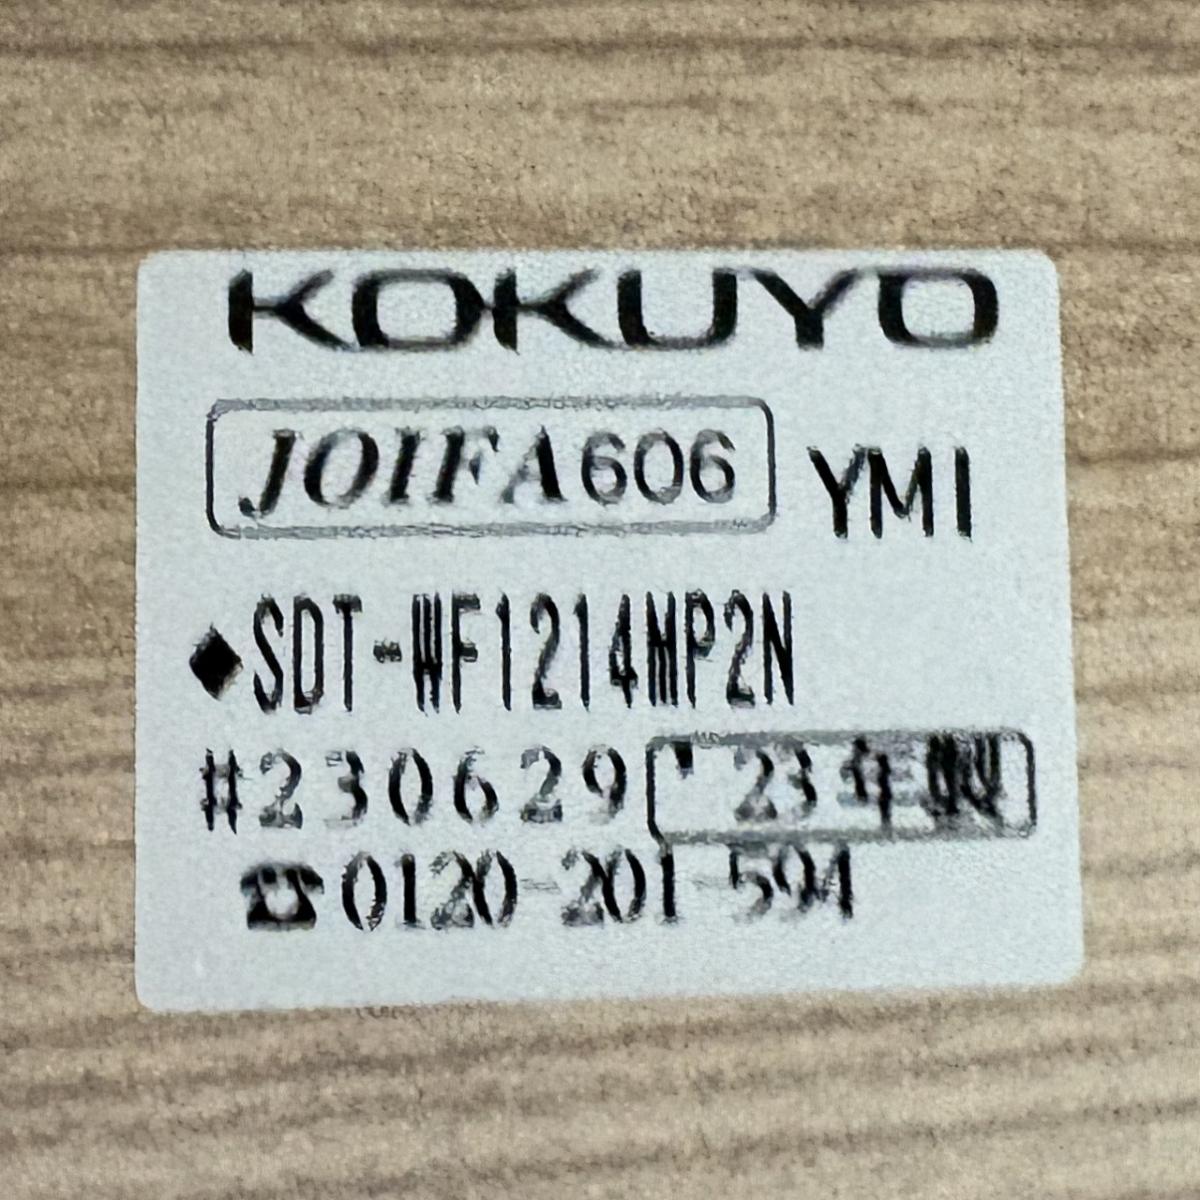 KOKUYO
JOIFA606 YMI
◆SDT-WF1214MP2N
#230629 '23年製
☎0120-201-594